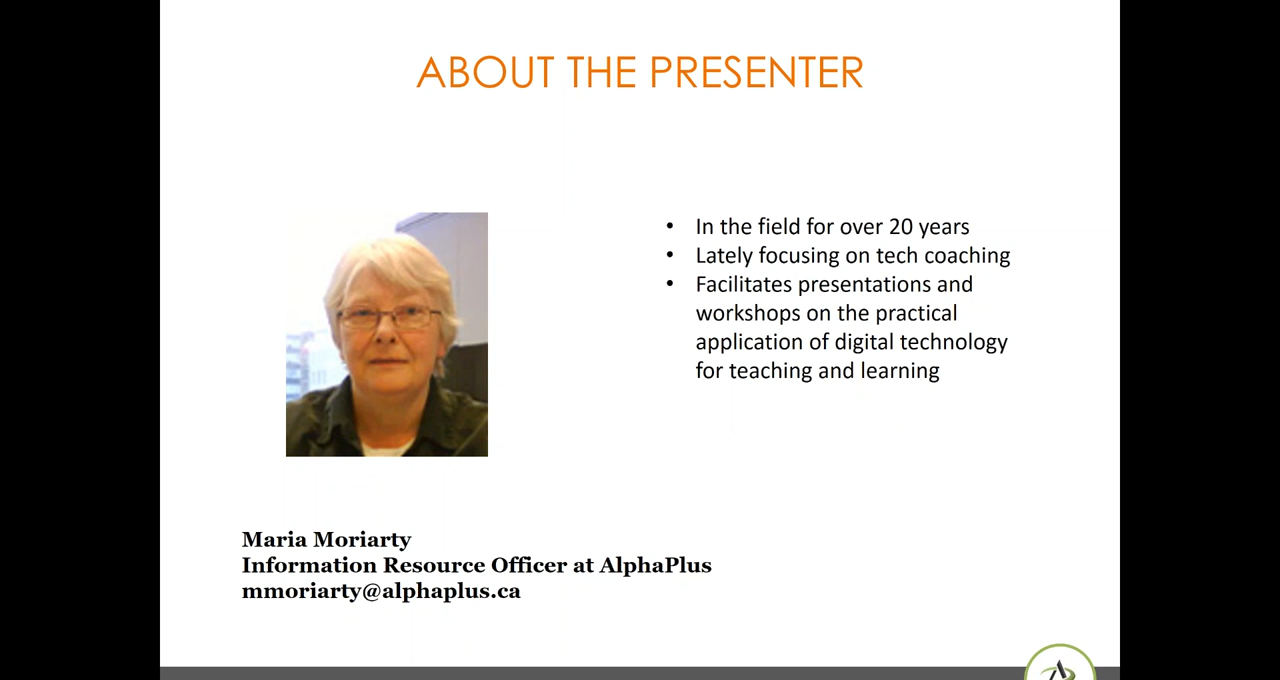 ABOUT THE PRESENTER
• In the field for over 20 years
• Lately focusing on tech coaching
• Facilitates presentations and
workshops on the practical
application of digital technology
for teaching and learning
Maria Moriarty
Information Resource Officer at AlphaPlus
mmoriarty@alphaplus.ca